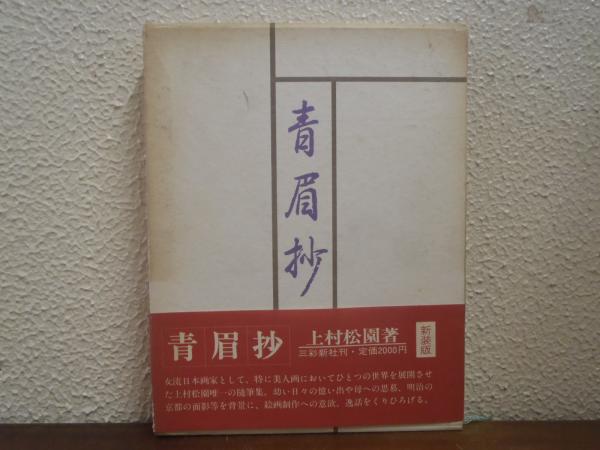 青眉抄
青眉抄
上村松園著
三彩新社刊・定価2000円
新装版
女流日本画家として、特に美人画においてひとつの世界を展開させ
た上村松園唯一の随筆集。幼い日々の憶い出や母への思慕、明治の
京都の面影等を背景に、絵画制作への意欲、逸話をくりひろげる。